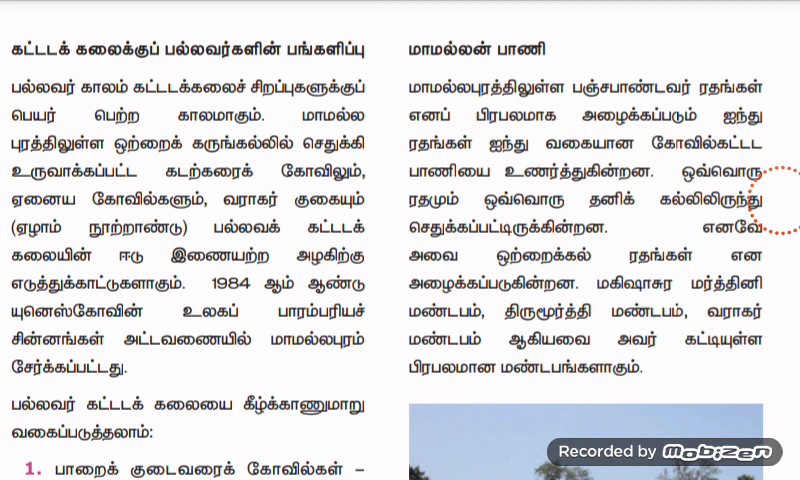 கட்டடக் கலைக்குப் பல்லவர்களின் பங்களிப்பு
பல்லவர் காலம் கட்டடக்கலைச் சிறப்புகளுக்குப்
பெயர் பெற்ற காலமாகும். மாமல்ல
புரத்திலுள்ள ஒற்றைக் கருங்கல்லில் செதுக்கி
உருவாக்கப்பட்ட கடற்கரைக் கோவிலும்,
ஏனைய கோவில்களும், வராகர் குகையும்
(ஏழாம் நூற்றாண்டு) பல்லவக் கட்டடக்
கலையின் ஈடு இணையற்ற அழகிற்கு
எடுத்துக்காட்டுகளாகும். 1984 ஆம் ஆண்டு
யுனெஸ்கோவின் உலகப் பாரம்பரியச்
சின்னங்கள் அட்டவணையில் மாமல்லபுரம்
சேர்க்கப்பட்டது.
பல்லவர் கட்டடக் கலையை கீழ்க்காணுமாறு
வகைப்படுத்தலாம்:
1. பாறைக் குடைவரைக் கோவில்கள் –
மாமல்லன் பாணி
மாமல்லபுரத்திலுள்ள பஞ்சபாண்டவர் ரதங்கள்
எனப் பிரபலமாக அழைக்கப்படும் ஐந்து
ரதங்கள் ஐந்து வகையான கோவில்கட்டட
பாணியை உணர்த்துகின்றன. ஒவ்வொரு
ரதமும் ஒவ்வொரு தனிக் கல்லிலிருந்து
செதுக்கப்பட்டிருக்கின்றன. எனவே
அவை ஒற்றைக்கல் ரதங்கள் என
அழைக்கப்படுகின்றன. மகிஷாசுர மர்த்தினி
மண்டபம், திருமூர்த்தி மண்டபம், வராகர்
மண்டபம் ஆகியவை அவர் கட்டியுள்ள
பிரபலமான மண்டபங்களாகும்.
Recorded by mobizen